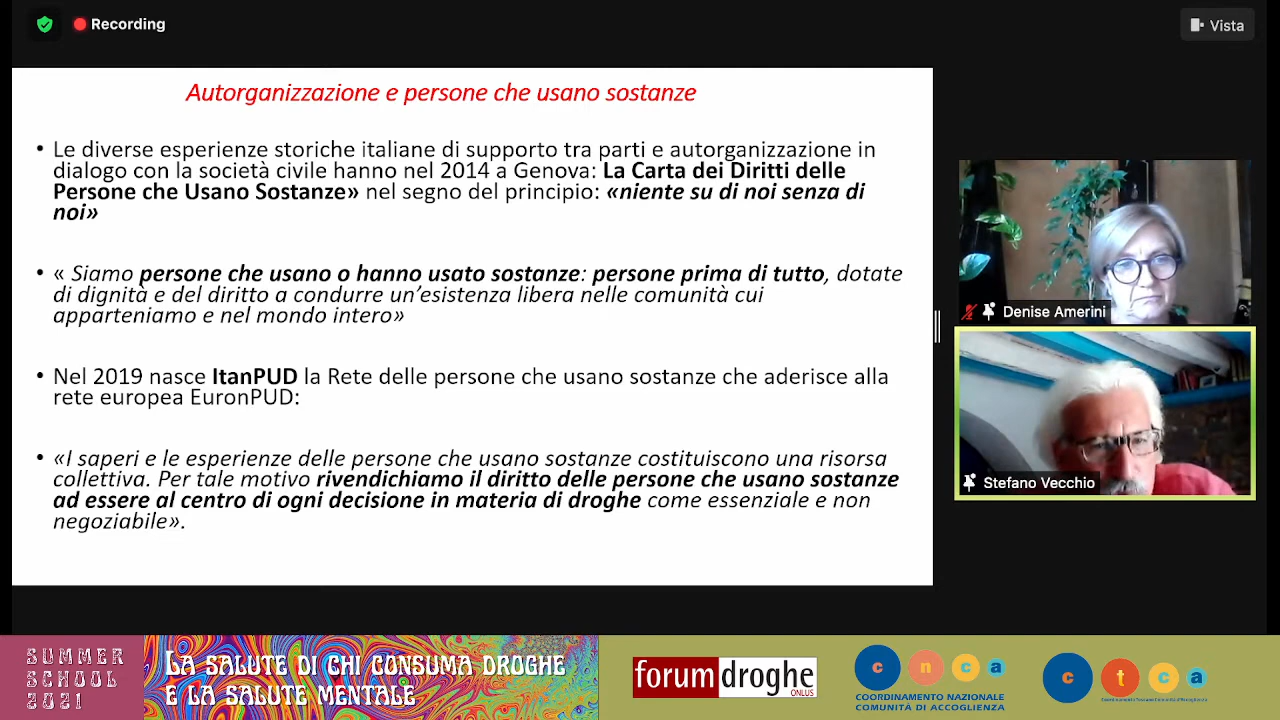 Recording
Vista
Autorganizzazione e persone che usano sostanze
• Le diverse esperienze storiche italiane di supporto tra parti e autorganizzazione in
dialogo con la società civile hanno nel 2014 a Genova: La Carta dei Diritti delle
Persone che Usano Sostanze» nel segno del principio: «niente su di noi senza di
noi»
• « Siamo persone che usano o hanno usato sostanze: persone prima di tutto, dotate
di dignità e del diritto a condurre un'esistenza libera nelle comunità cui
apparteniamo e nel mondo intero»
• Nel 2019 nasce ItanPUD la Rete delle persone che usano sostanze che aderisce alla
rete europea EuronPUD:
• «I saperi e le esperienze delle persone che usano sostanze costituiscono una risorsa
collettiva. Per tale motivo rivendichiamo il diritto delle persone che usano sostanze
ad essere al centro di ogni decisione in materia di droghe come essenziale e non
negoziabile».
Denise Amerini
Stefano Vecchio
SUMMER
SCHOOL
2021
LA SALUTE DI CHI CONSUMA DROGHE
E LA SALUTE MENTALE
forumdroghe
ONLUS
c n c a
COORDINAMENTO NAZIONALE
COMUNITÀ DI ACCOGLIENZA
c t c a